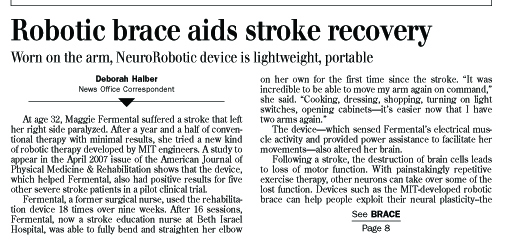 Robotic brace aids stroke recovery
Worn on the arm, NeuroRobotic device is lightweight, portable
Deborah Halber
News Office Correspondent
At age 32, Maggie Fermental suffered a stroke that left
her right side paralyzed. After a year and a half of conven-
tional therapy with minimal results, she tried a new kind
of robotic therapy developed by MIT engineers. A study to
appear in the April 2007 issue of the American Journal of
Physical Medicine & Rehabilitation shows that the device,
which helped Fermental, also had positive results for five
other severe stroke patients in a pilot clinical trial.
Fermental, a former surgical nurse, used the rehabilita-
tion device 18 times over nine weeks. After 16 sessions,
Fermental, now a stroke education nurse at Beth Israel
Hospital, was able to fully bend and straighten her elbow
on her own for the first time since the stroke. "It was
incredible to be able to move my arm again on command,"
she said. "Cooking, dressing, shopping, turning on light
switches, opening cabinets—it's easier now that I have
two arms again."
The device—which sensed Fermental's electrical mus-
cle activity and provided power assistance to facilitate her
movements—also altered her brain.
Following a stroke, the destruction of brain cells leads
to loss of motor function. With painstakingly repetitive
exercise therapy, other neurons can take over some of the
lost function. Devices such as the MIT-developed robotic
brace can help people exploit their neural plasticity—the
See BRACE
Page 8